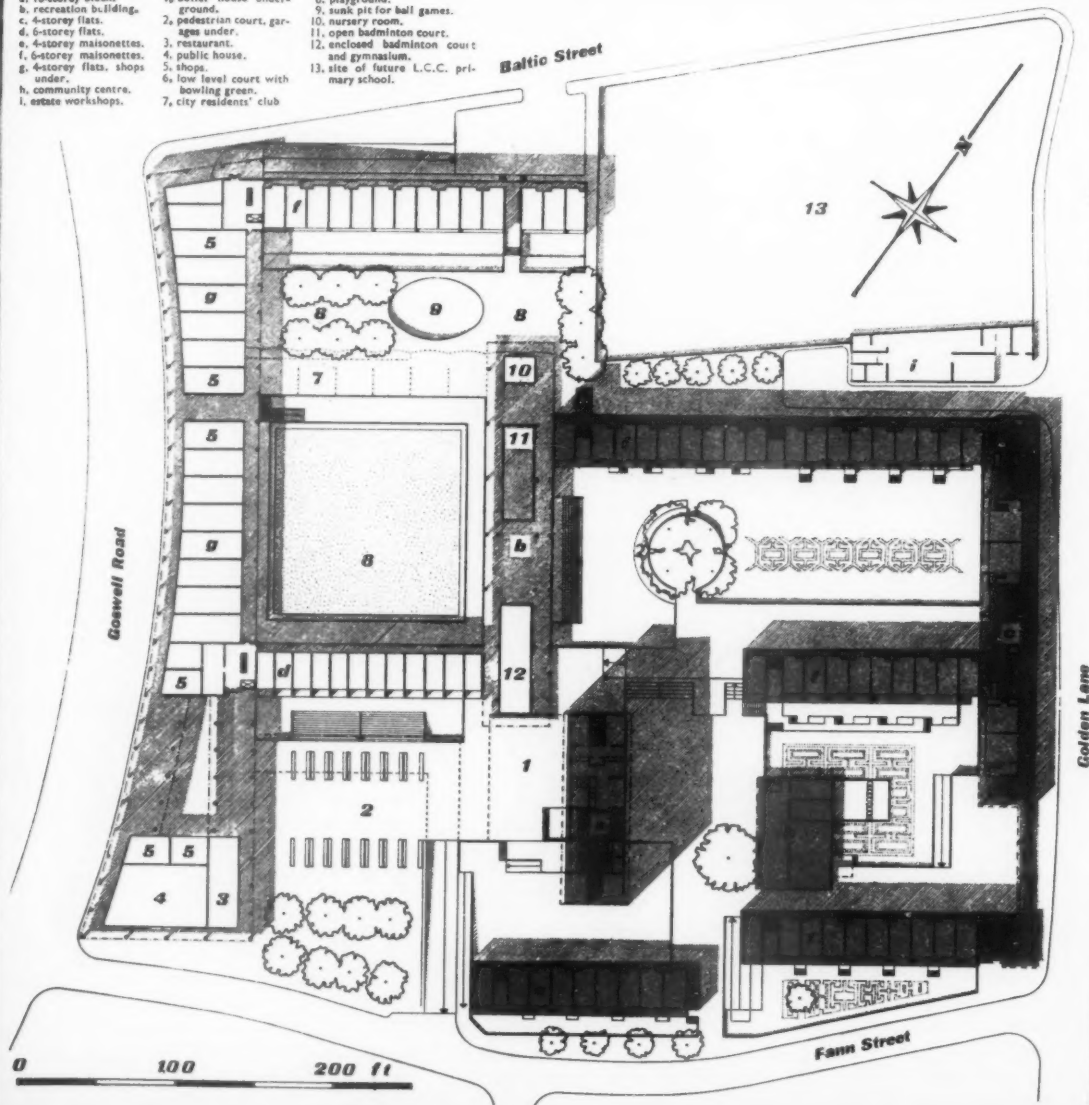 b, recreation building.
c, 4-storey flats.
d, 6-storey flats.
e, 4-storey maisonettes.
f, 6-storey maisonettes.
g, 4-storey flats, shops
under.
h, community centre.
i, estate workshops.
ground.
2, pedestrian court, gar-
ages under.
3, restaurant.
4, public house.
5, shops.
6, low level court with
bowling green.
7, city residents' club
8, playground.
9, sunk pit for ball games.
10, nursery room.
11, open badminton court.
12, enclosed badminton court
and gymnasium.
13, site of future L.C.C. pri-
mary school.
Baltic Street
N
13
f
5
g
9
8
8
5
7
10
i
5
11
Goswell Road
g
8
b
5
d
12
Golden Lane
1
2
5
5
4
3
Fann Street
0
100
200 ft